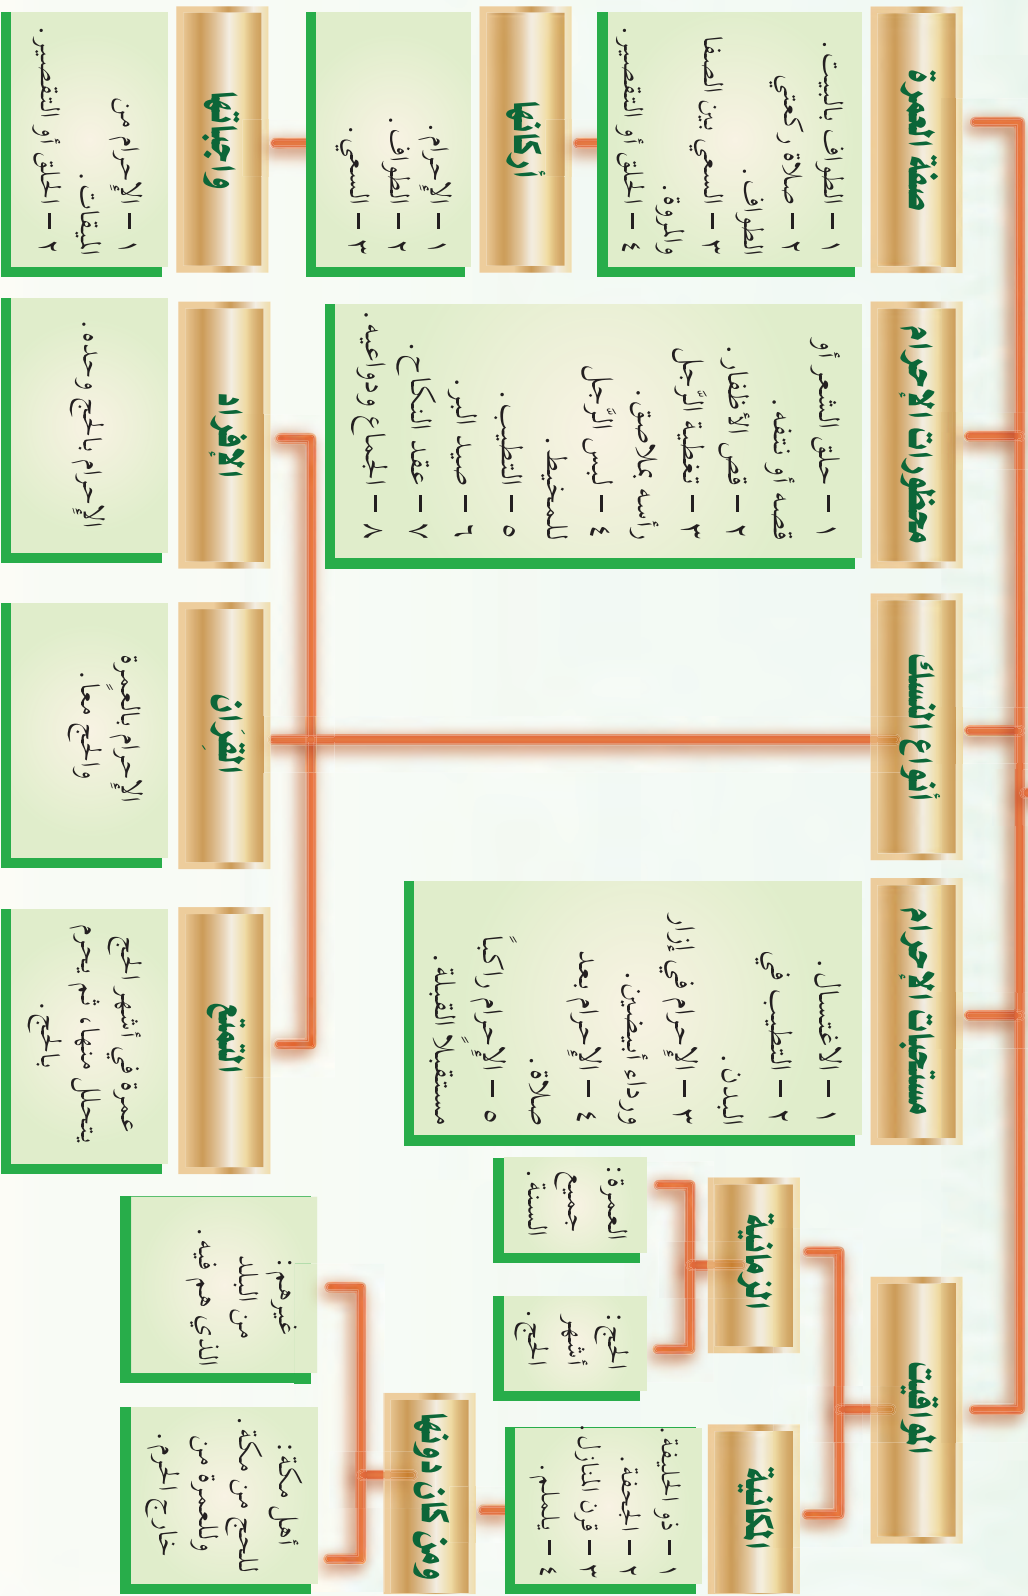 المواقيت
المكانية
١ – ذو الحليفة.
٢ – الجحفة.
٣ – قرن المنازل.
٤ – يلملم.
ومن كان دونها
أهل مكة:
للحج من مكة.
وللعمرة من
خارج الحرم.
غيرهم:
من البلد
الذي هم فيه.
الزمانية
الحج:
أشهر
الحج.
العمرة:
جميع
السنة.
مستحبات الإحرام
١ – الاغتسال.
٢ – التطيب في
البدن.
٣ – الإحرام في إزار
ورداء أبيضين.
٤ – الإحرام بعد
صلاة.
٥ – الإحرام راكباً
مستقبلاً القبلة.
أنواع النسك
التمتع
عمرة في أشهر الحج
يتحلل منها، ثم يحرم
بالحج.
القِرَان
الإحرام بالعمرة
والحج معاً.
الإفراد
الإحرام بالحج وحده.
محظورات الإحرام
١ – حلق الشعر أو
قصه أو نتفه.
٢ – قص الأظفار.
٣ – تغطية الرَّجل
رأسه بملاصق.
٤ – لبس الرَّجل
للمخيط.
٥ – التطيب.
٦ – صيد البر.
٧ – عقد النكاح.
٨ – الجماع ودواعيه.
صفة العمرة
١ – الطواف بالبيت.
٢ – صلاة ركعتي
الطواف.
٣ – السعي بين الصفا
والمروة.
٤ – الحلق أو التقصير.
أركانها
١ – الإحرام.
٢ – الطواف.
٣ – السعي.
واجباتها
١ – الإحرام من
الميقات.
٢ – الحلق أو التقصير.